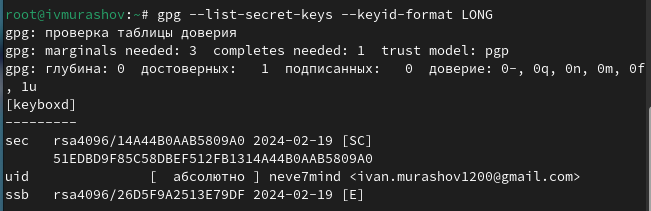 root@ivmurashov:~# gpg --list-secret-keys --keyid-format LONG
gpg: проверка таблицы доверия
gpg: marginals needed: 3  completes needed: 1  trust model: pgp
gpg: глубина: 0  достоверных:   1  подписанных:   0  доверие: 0-, 0q, 0n, 0m, 0f
, 1u
[keyboxd]
---------
sec   rsa4096/14A44B0AAB5809A0 2024-02-19 [SC]
      51EDBD9F85C58DBEF512FB1314A44B0AAB5809A0
uid               [  абсолютно ] neve7mind <ivan.murashov1200@gmail.com>
ssb   rsa4096/26D5F9A2513E79DF 2024-02-19 [E]